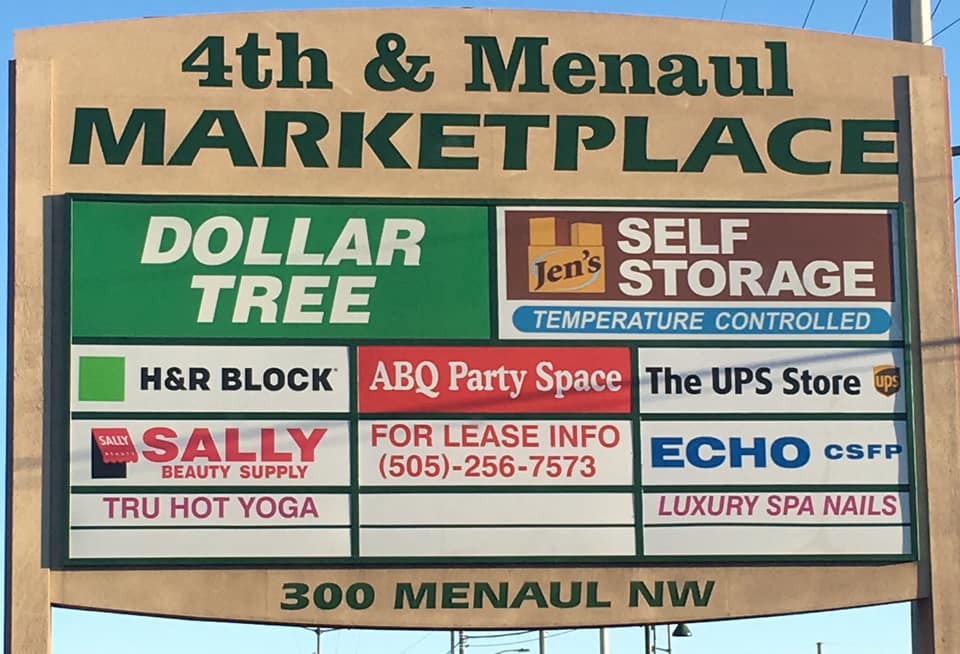 4th & Menaul
MARKETPLACE
DOLLAR
TREE
Jen's
SELF
STORAGE
TEMPERATURE CONTROLLED
H&R BLOCK
ABQ Party Space
The UPS Store
ups
SALLY
SALLY
BEAUTY SUPPLY
FOR LEASE INFO
(505)-256-7573
ECHO CSFP
TRU HOT YOGA
LUXURY SPA NAILS
300 MENAUL NW